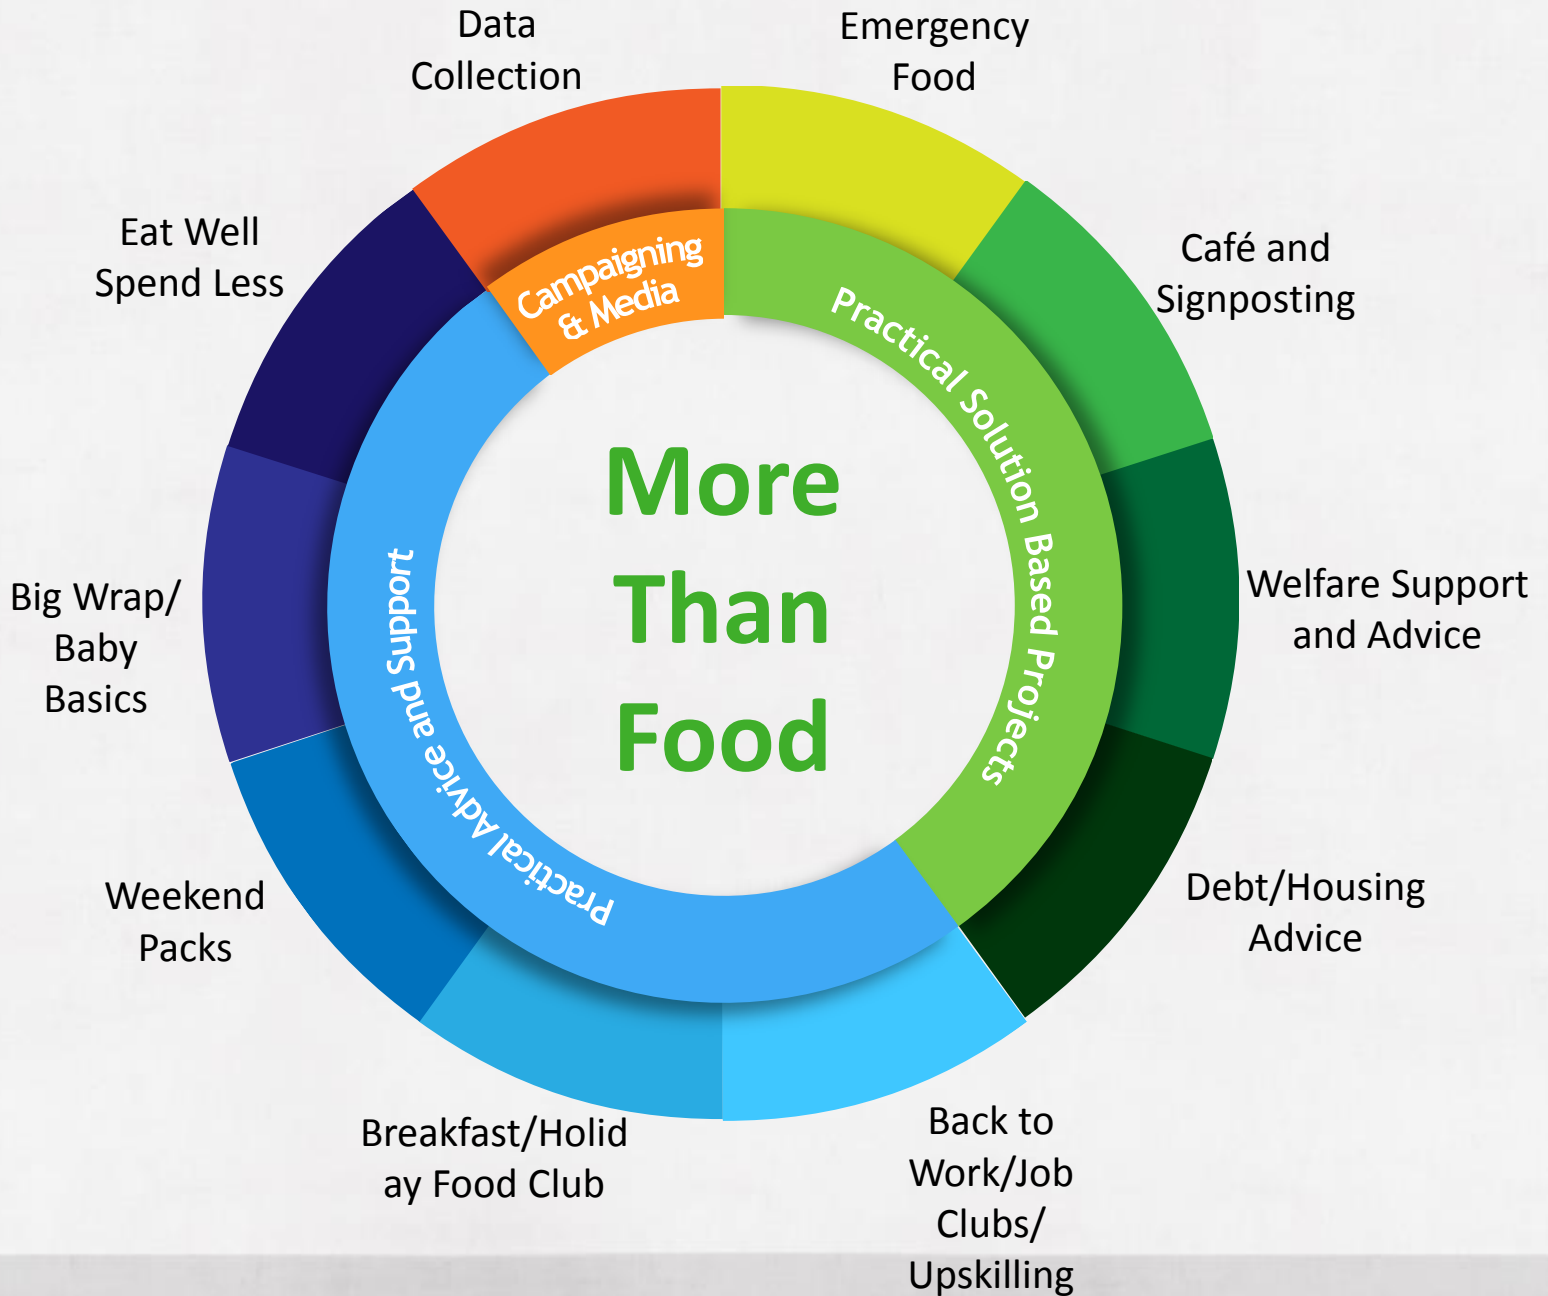 Data
Collection
Emergency
Food
Eat Well
Spend Less
Café and
Signposting
Campaigning
& Media
Practical Solution Based Projects
More
Than
Food
Practical Advice and Support
Big Wrap/
Baby
Basics
Welfare Support
and Advice
Weekend
Packs
Debt/Housing
Advice
Breakfast/Holid
ay Food Club
Back to
Work/Job
Clubs/
Upskilling